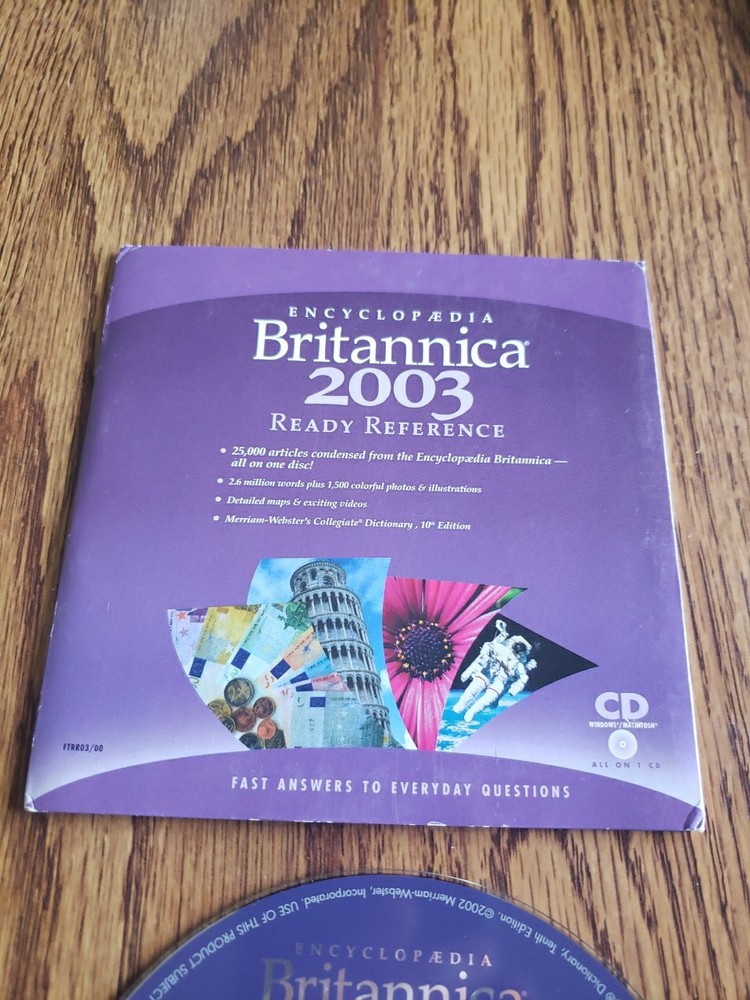 ENCYCLOPÆDIA
Britannica®
2003
READY REFERENCE
• 25,000 articles condensed from the Encyclopædia Britannica —
all on one disc!
• 2.6 million words plus 1,500 colorful photos & illustrations
• Detailed maps & exciting videos
• Merriam-Webster's Collegiate® Dictionary , 10th Edition
CD
WINDOWS®/MACINTOSH®
ALL ON 1 CD
FTRR03/00
FAST ANSWERS TO EVERYDAY QUESTIONS
® Dictionary, Tenth Edition. ©2002 Merriam-Webster, Incorporated. USE OF THIS PRODUCT SUBJECT
ENCYCLOPÆDIA
Britannica